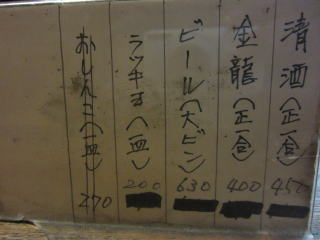 清酒(正一合) 450
金龍(正一合) 400
ビール(大ビン) 630
ラッキョ(一皿) 200
おしんこ(一皿) 270